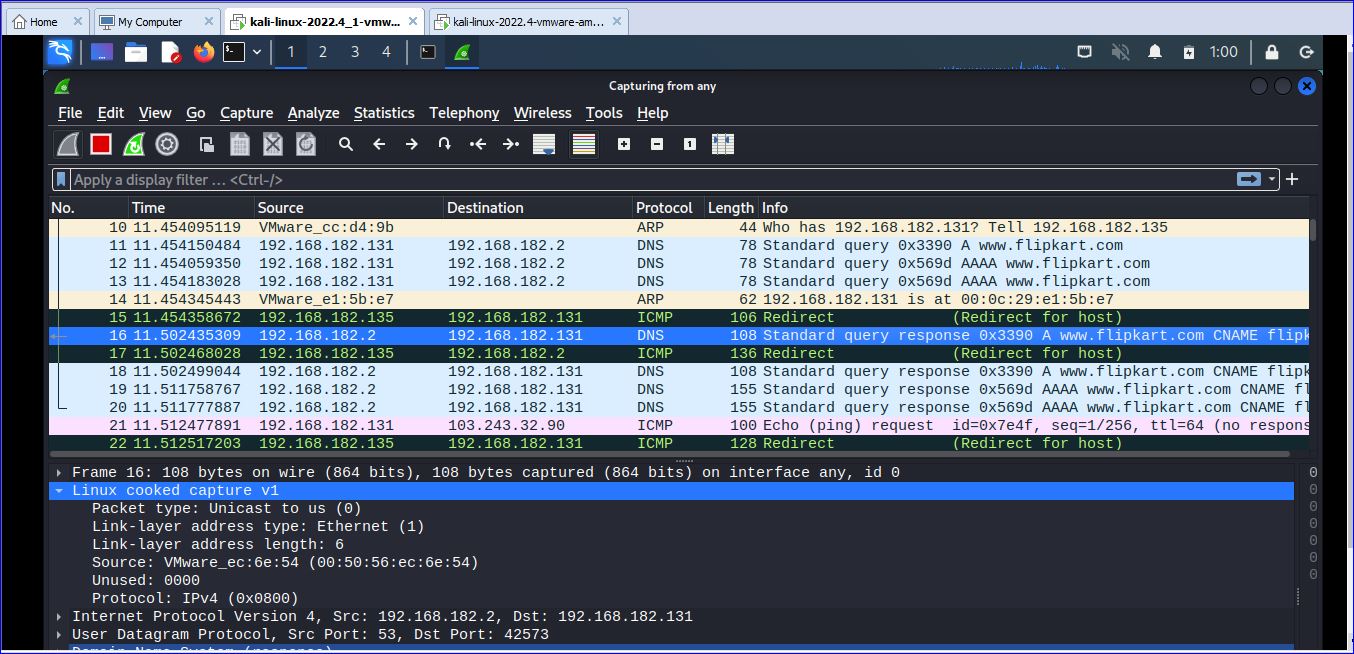 Home My Computer kali-linux-2022.4_1-vmw... kali-linux-2022.4-vmware-am...
1 2 3 4 1:00
Capturing from any
File Edit View Go Capture Analyze Statistics Telephony Wireless Tools Help
Apply a display filter ... <Ctrl-/>
No. Time Source Destination Protocol Length Info
10 11.454095119 VMware_cc:d4:9b ARP 44 Who has 192.168.182.131? Tell 192.168.182.135
11 11.454150484 192.168.182.131 192.168.182.2 DNS 78 Standard query 0x3390 A www.flipkart.com
12 11.454059350 192.168.182.131 192.168.182.2 DNS 78 Standard query 0x569d AAAA www.flipkart.com
13 11.454183028 192.168.182.131 192.168.182.2 DNS 78 Standard query 0x569d AAAA www.flipkart.com
14 11.454345443 VMware_e1:5b:e7 ARP 62 192.168.182.131 is at 00:0c:29:e1:5b:e7
15 11.454358672 192.168.182.135 192.168.182.131 ICMP 106 Redirect (Redirect for host)
16 11.502435309 192.168.182.2 192.168.182.131 DNS 108 Standard query response 0x3390 A www.flipkart.com CNAME flipk
17 11.502468028 192.168.182.135 192.168.182.2 ICMP 136 Redirect (Redirect for host)
18 11.502499044 192.168.182.2 192.168.182.131 DNS 108 Standard query response 0x3390 A www.flipkart.com CNAME flipk
19 11.511758767 192.168.182.2 192.168.182.131 DNS 155 Standard query response 0x569d AAAA www.flipkart.com CNAME fl
20 11.511777887 192.168.182.2 192.168.182.131 DNS 155 Standard query response 0x569d AAAA www.flipkart.com CNAME fl
21 11.512477891 192.168.182.131 103.243.32.90 ICMP 100 Echo (ping) request id=0x7e4f, seq=1/256, ttl=64 (no respons
22 11.512517203 192.168.182.135 192.168.182.131 ICMP 128 Redirect (Redirect for host)
Frame 16: 108 bytes on wire (864 bits), 108 bytes captured (864 bits) on interface any, id 0
Linux cooked capture v1
Packet type: Unicast to us (0)
Link-layer address type: Ethernet (1)
Link-layer address length: 6
Source: VMware_ec:6e:54 (00:50:56:ec:6e:54)
Unused: 0000
Protocol: IPv4 (0x0800)
Internet Protocol Version 4, Src: 192.168.182.2, Dst: 192.168.182.131
User Datagram Protocol, Src Port: 53, Dst Port: 42573
Domain Name System (response)
0
0
0
0
0
0
0